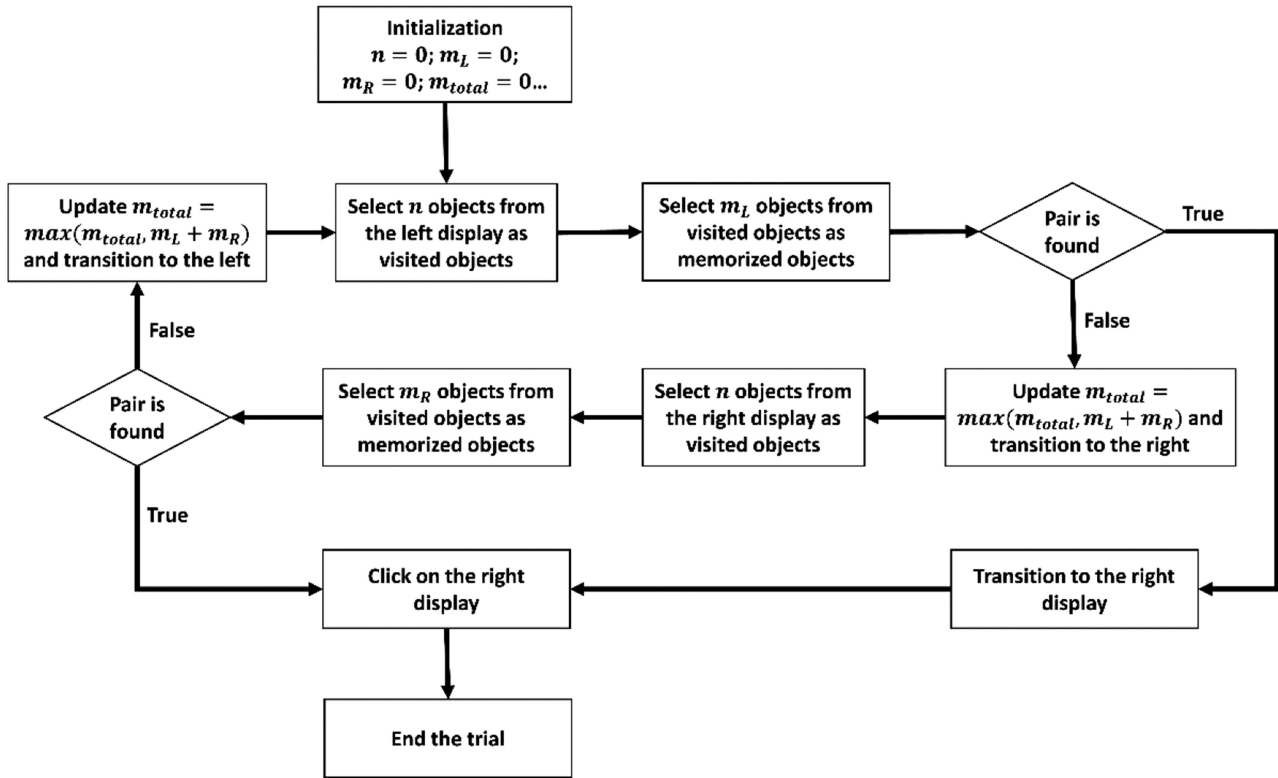 Initialization
n = 0; m_L = 0;
m_R = 0; m_total = 0...
Update m_total =
max(m_total, m_L + m_R)
and transition to the left
Select n objects from
the left display as
visited objects
Select m_L objects from
visited objects as
memorized objects
Pair is
found
True
False
False
Pair is
found
Select m_R objects from
visited objects as
memorized objects
Select n objects from
the right display as
visited objects
Update m_total =
max(m_total, m_L + m_R) and
transition to the right
True
Click on the right
display
Transition to the right
display
End the trial